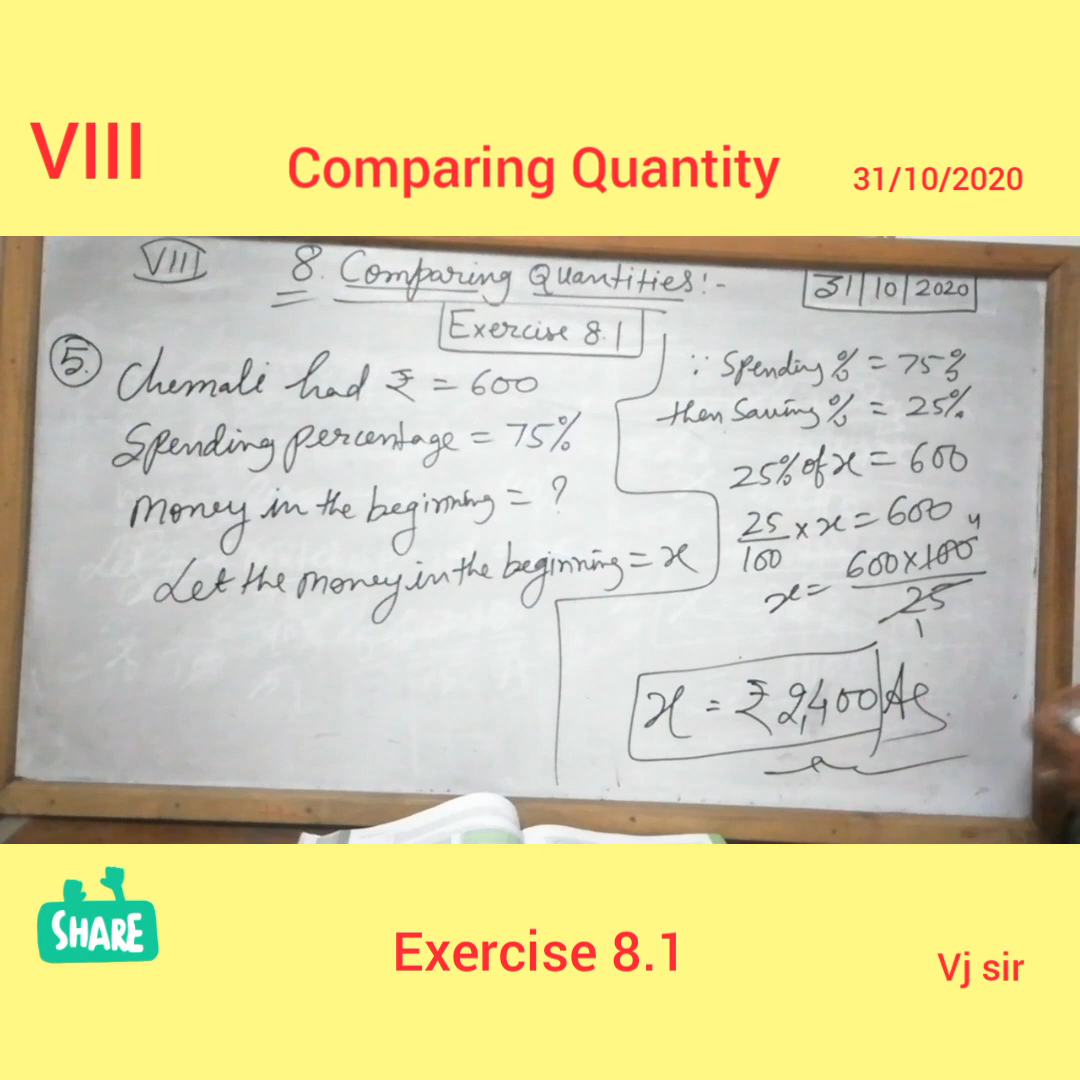 VIII
Comparing Quantity
31/10/2020
VIII
8. Comparing Quantities:-
31/10/2020
Exercise 8.1
5. Chemali had ₹ = 600
Spending percentage = 75%
Money in the beginning = ?
Let the money in the beginning = x
∵ Spending % = 75%
then Saving % = 25%
25% of x = 600
25/100 × x = 600
x = 600×100/25
4
1
x = ₹ 2,400
SHARE
Exercise 8.1
Vj sir